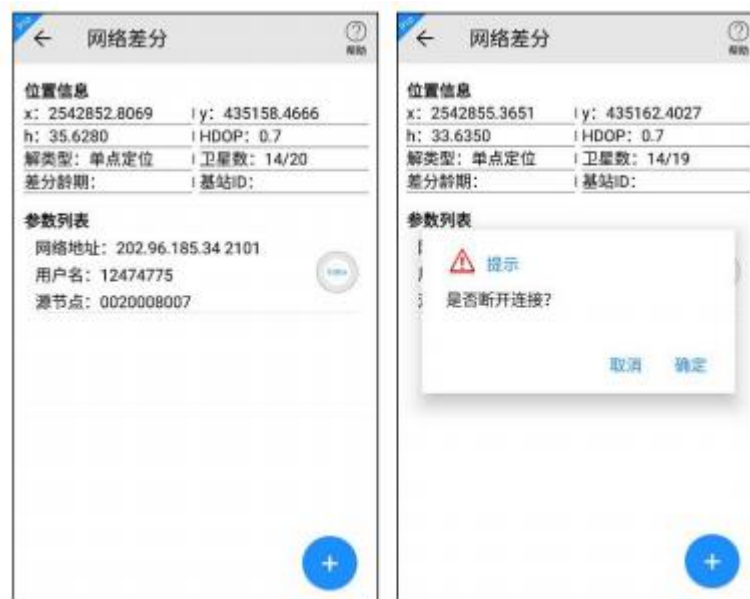 网络差分
帮助
位置信息
x: 2542852.8069 y: 435158.4666
h: 35.6280 HDOP: 0.7
解类型：单点定位 卫星数：14/20
差分龄期： 基站ID：
参数列表
网络地址：202.96.185.34 2101
用户名：12474775
源节点：0020008007
+
网络差分
帮助
位置信息
x: 2542855.3651 y: 435162.4027
h: 33.6350 HDOP: 0.7
解类型：单点定位 卫星数：14/19
差分龄期： 基站ID：
参数列表
提示
是否断开连接？
取消 确定
+